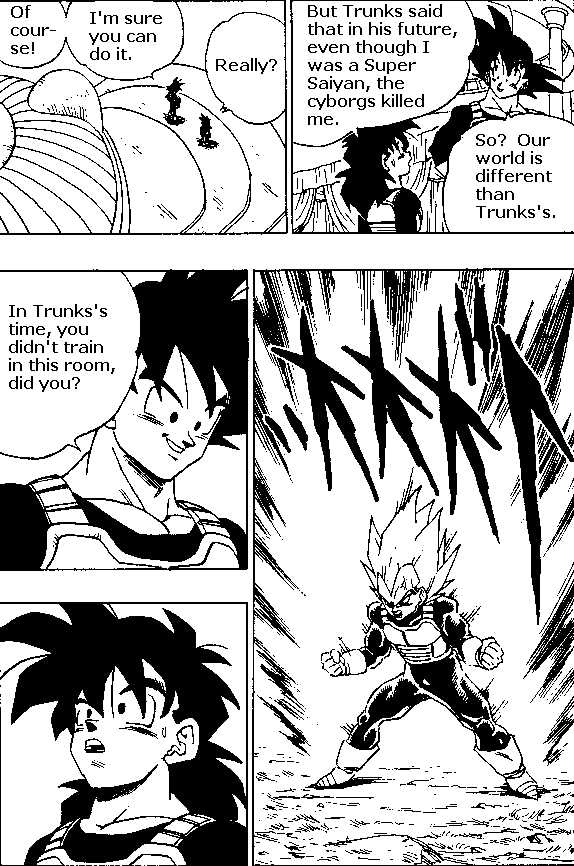 Of
cour-
se!
I'm sure
you can
do it.
Really?
But Trunks said
that in his future,
even though I
was a Super
Saiyan, the
cyborgs killed
me.
So? Our
world is
different
than
Trunks's.
In Trunks's
time, you
didn't train
in this room,
did you?